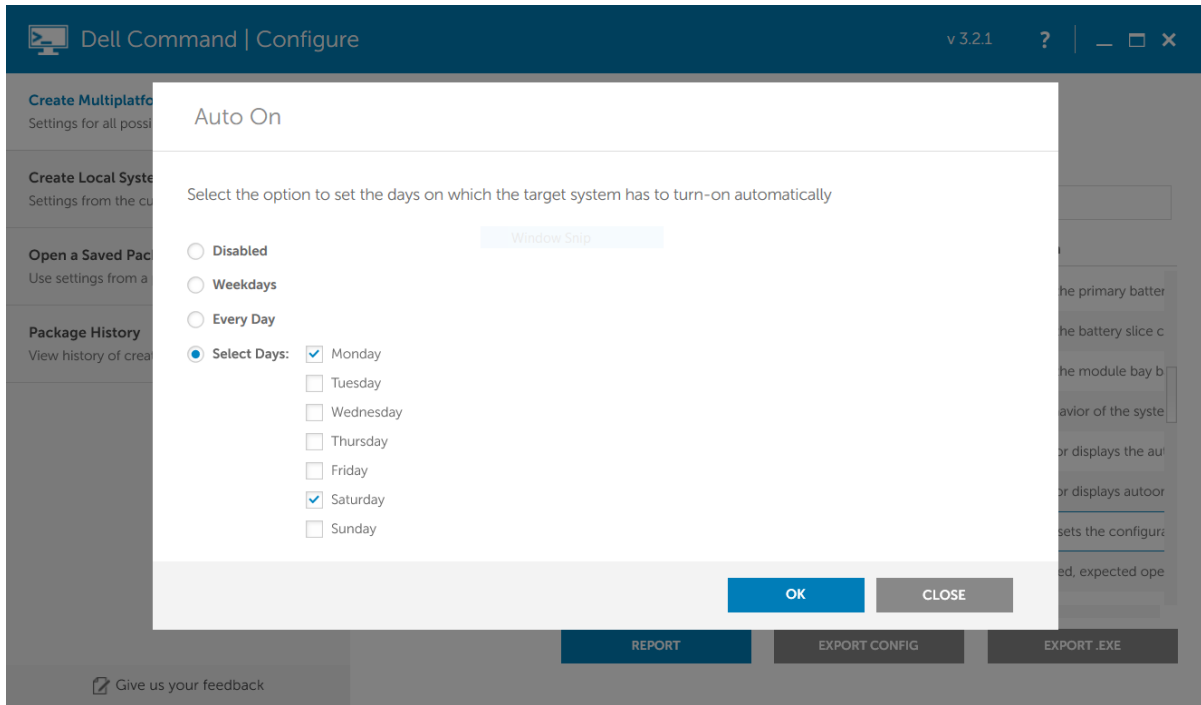 Dell Command | Configure
v 3.2.1
?
Create Multiplatfo
Settings for all possi
Create Local Syste
Settings from the cu
Open a Saved Pac
Use settings from a
Package History
View history of creat
Auto On
Select the option to set the days on which the target system has to turn-on automatically
Window Snip
Disabled
Weekdays
Every Day
Select Days:
Monday
Tuesday
Wednesday
Thursday
Friday
Saturday
Sunday
OK
CLOSE
he primary batter
he battery slice c
he module bay b
avior of the syste
or displays the aut
or displays autoor
sets the configura
ed, expected ope
REPORT
EXPORT CONFIG
EXPORT .EXE
Give us your feedback